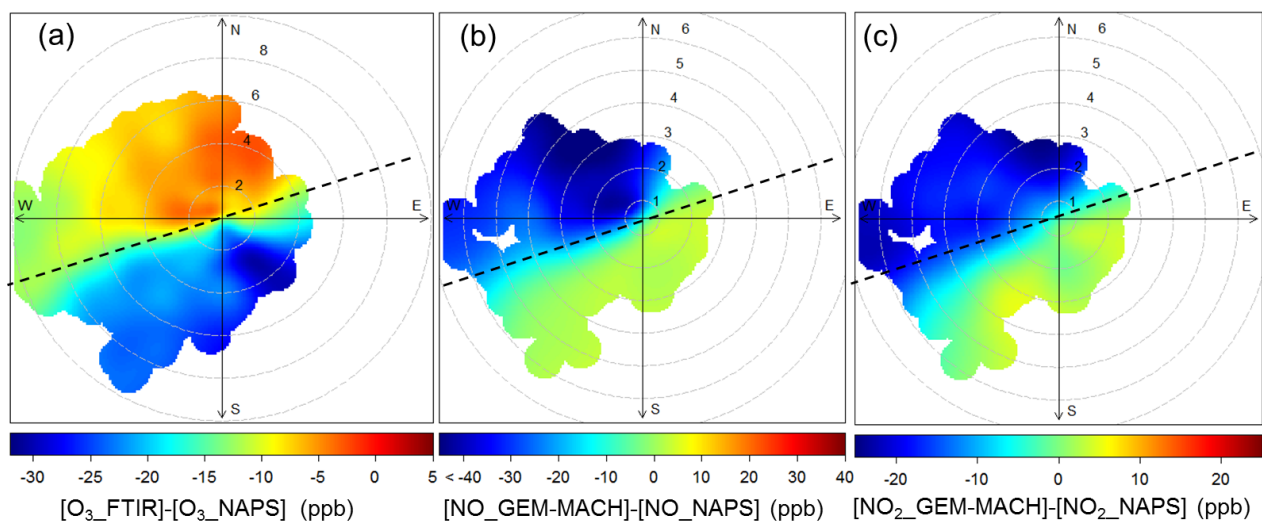 (a)
N
8
6
4
2
W
E
S
(b)
N
6
5
4
3
2
1
W
E
S
(c)
N
6
5
4
3
2
1
W
E
S
-30 -25 -20 -15 -10 -5 0 5
[O₃_FTIR]-[O₃_NAPS] (ppb)
< -40 -30 -20 -10 0 10 20 30 40
[NO_GEM-MACH]-[NO_NAPS] (ppb)
-20 -10 0 10 20
[NO₂_GEM-MACH]-[NO₂_NAPS] (ppb)